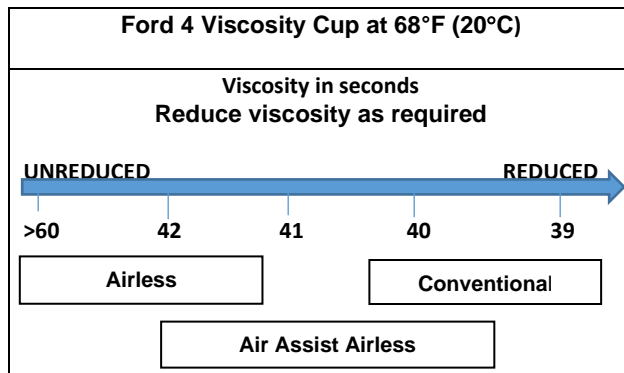 Ford 4 Viscosity Cup at 68°F (20°C)
Viscosity in seconds
Reduce viscosity as required
UNREDUCED REDUCED
>60 42 41 40 39
Airless Conventional
Air Assist Airless